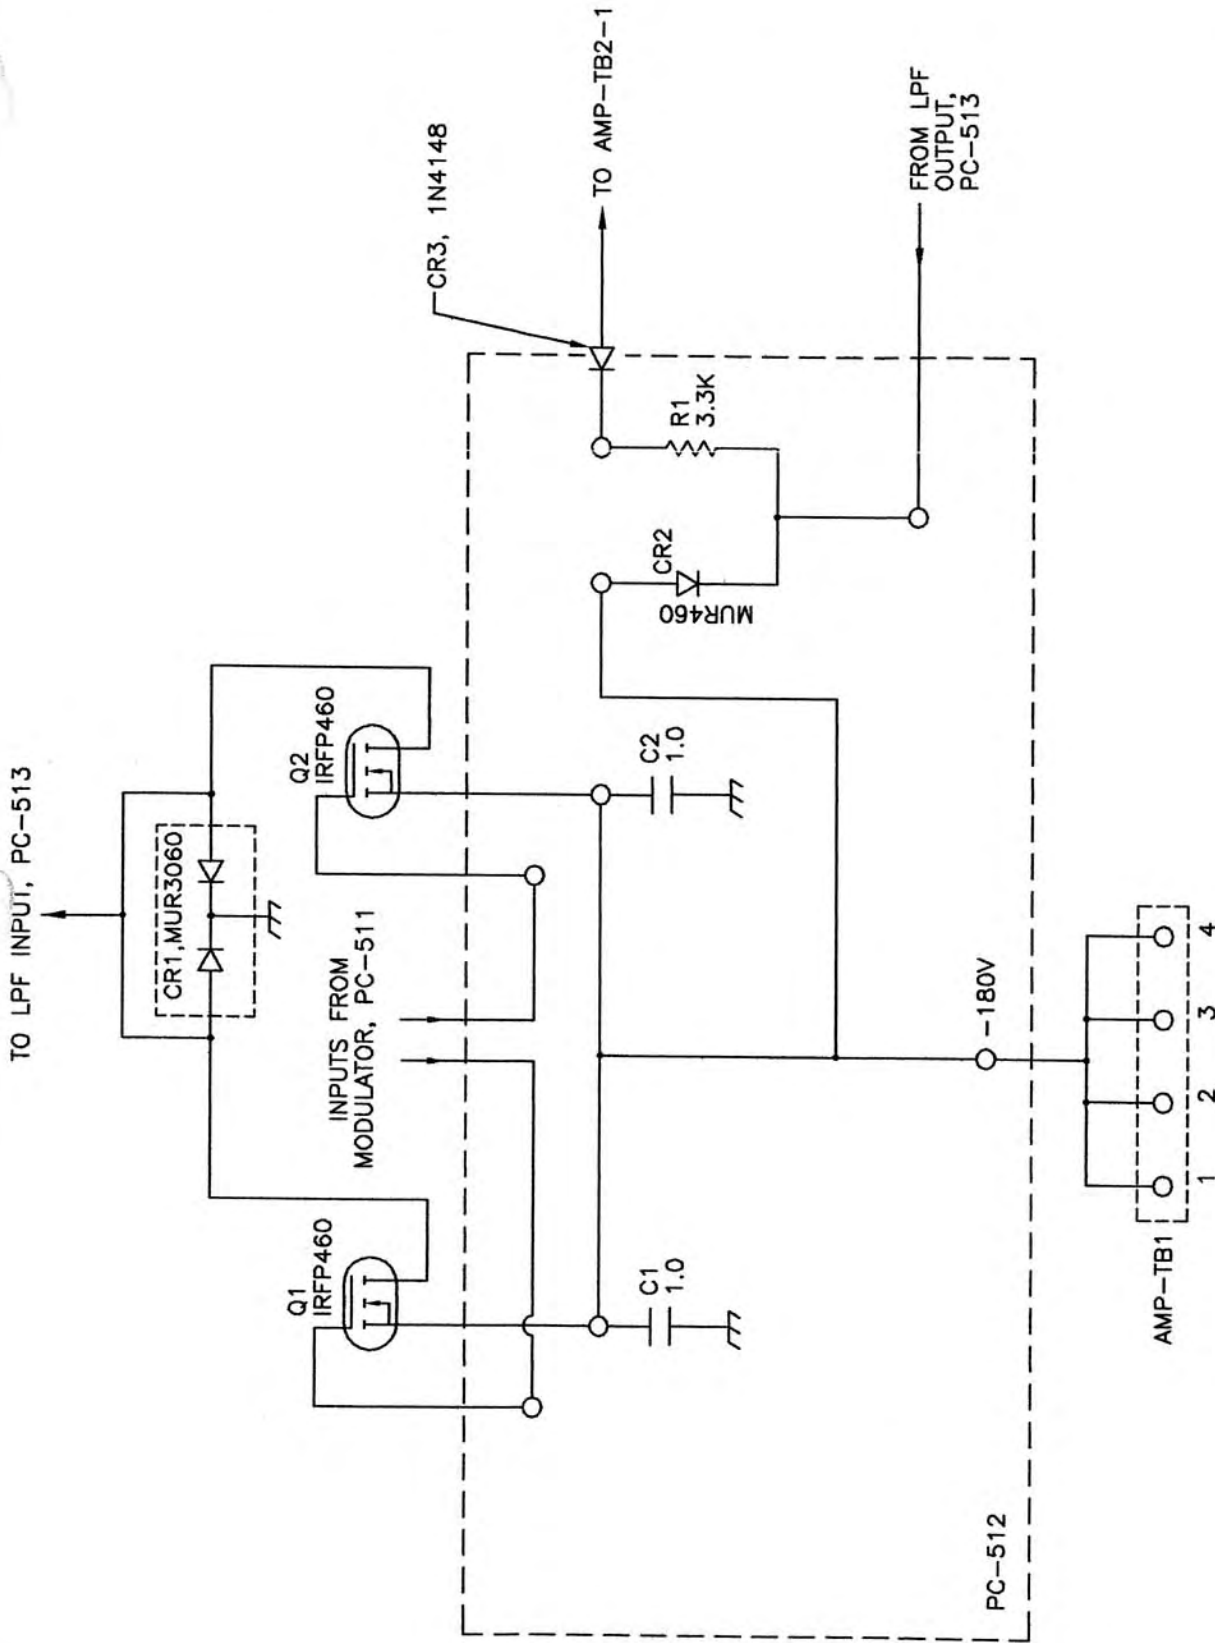 TO LPF INPUT, PC-513
CR1,MUR3060
Q1
IRFP460
Q2
IRFP460
INPUTS FROM
MODULATOR, PC-511
CR3, 1N4148
TO AMP-TB2-1
C1
1.0
C2
1.0
CR2
MUR460
R1
3.3K
FROM LPF
OUTPUT,
PC-513
-180V
PC-512
AMP-TB1
1 2 3 4